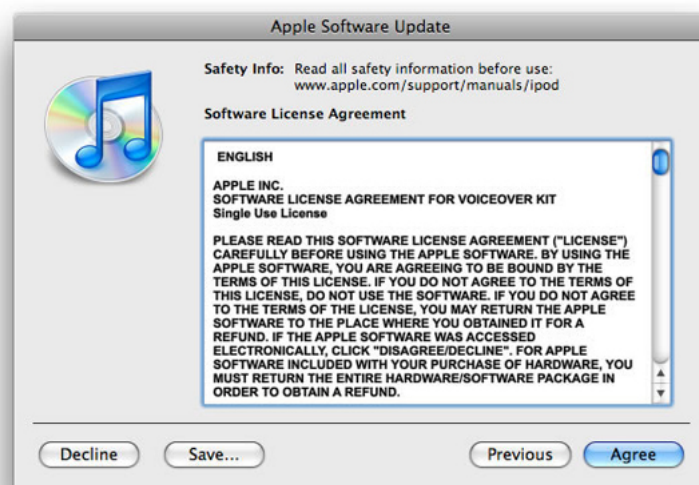 Apple Software Update
Safety Info: Read all safety information before use:
www.apple.com/support/manuals/ipod
Software License Agreement
ENGLISH
APPLE INC.
SOFTWARE LICENSE AGREEMENT FOR VOICEOVER KIT
Single Use License
PLEASE READ THIS SOFTWARE LICENSE AGREEMENT ("LICENSE")
CAREFULLY BEFORE USING THE APPLE SOFTWARE. BY USING THE
APPLE SOFTWARE, YOU ARE AGREEING TO BE BOUND BY THE
TERMS OF THIS LICENSE. IF YOU DO NOT AGREE TO THE TERMS OF
THIS LICENSE, DO NOT USE THE SOFTWARE. IF YOU DO NOT AGREE
TO THE TERMS OF THE LICENSE, YOU MAY RETURN THE APPLE
SOFTWARE TO THE PLACE WHERE YOU OBTAINED IT FOR A
REFUND. IF THE APPLE SOFTWARE WAS ACCESSED
ELECTRONICALLY, CLICK "DISAGREE/DECLINE". FOR APPLE
SOFTWARE INCLUDED WITH YOUR PURCHASE OF HARDWARE, YOU
MUST RETURN THE ENTIRE HARDWARE/SOFTWARE PACKAGE IN
ORDER TO OBTAIN A REFUND.
Decline Save... Previous Agree